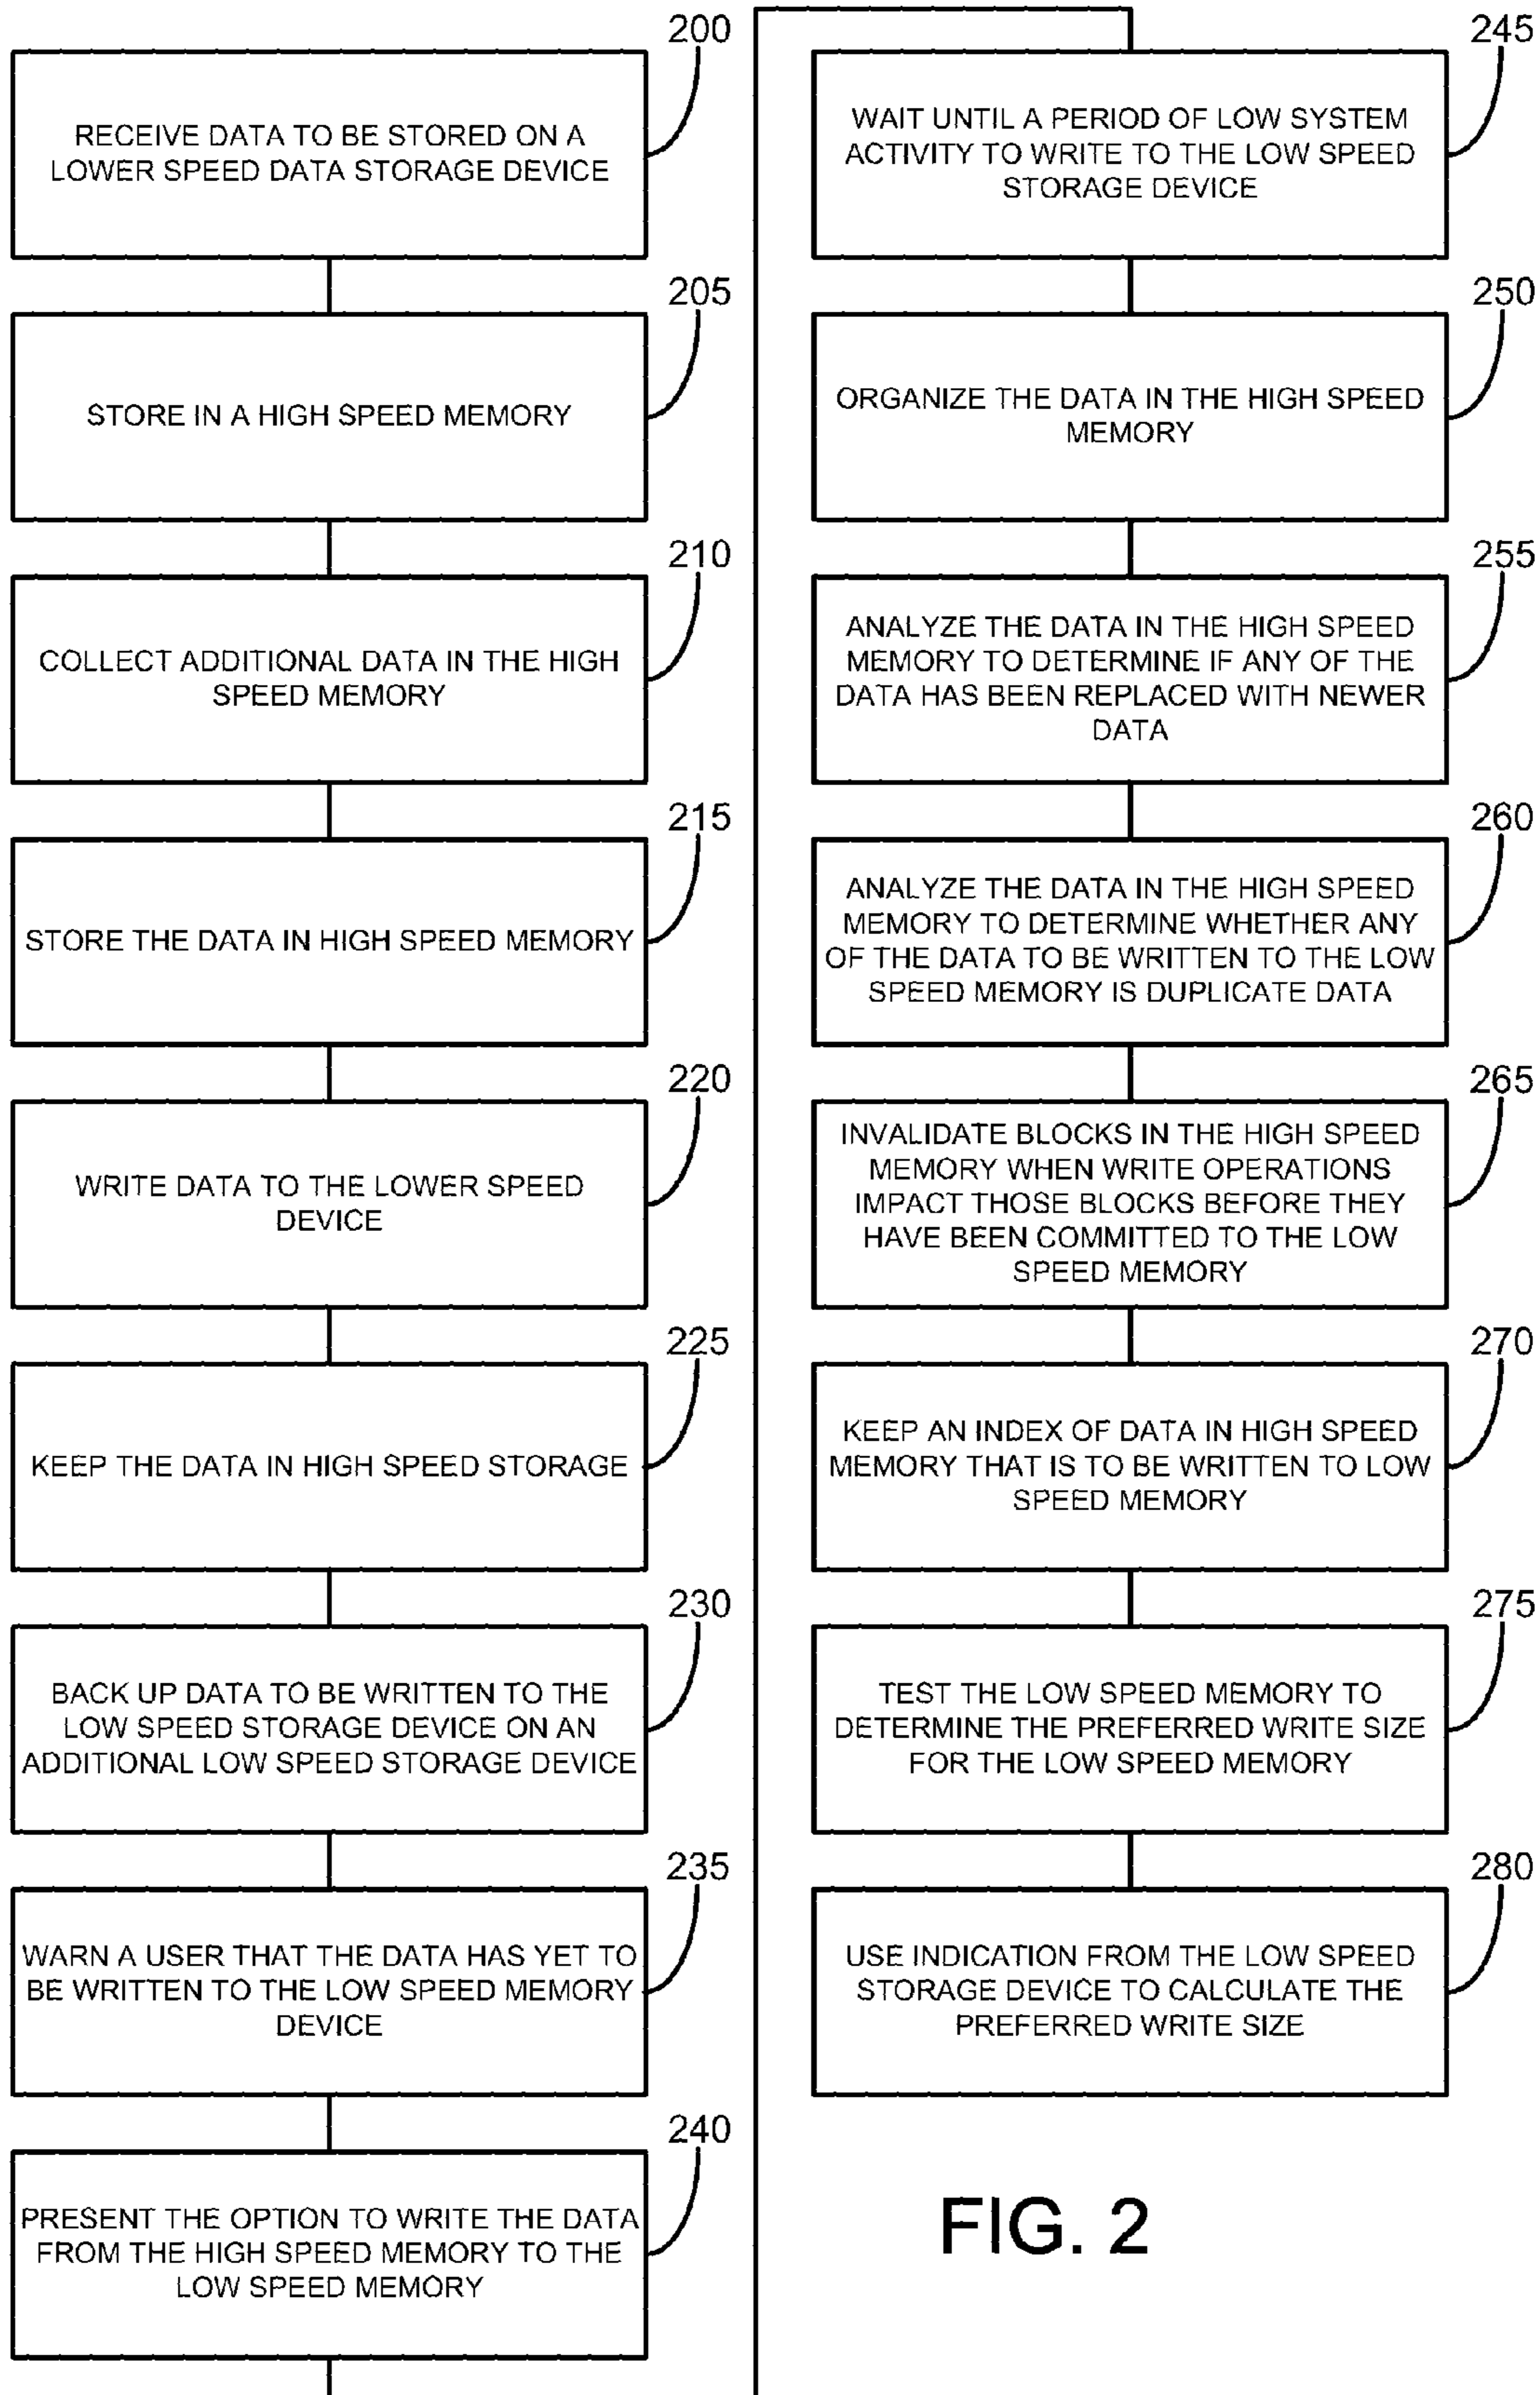 200
RECEIVE DATA TO BE STORED ON A
LOWER SPEED DATA STORAGE DEVICE
205
STORE IN A HIGH SPEED MEMORY
210
COLLECT ADDITIONAL DATA IN THE HIGH
SPEED MEMORY
215
STORE THE DATA IN HIGH SPEED MEMORY
220
WRITE DATA TO THE LOWER SPEED
DEVICE
225
KEEP THE DATA IN HIGH SPEED STORAGE
230
BACK UP DATA TO BE WRITTEN TO THE
LOW SPEED STORAGE DEVICE ON AN
ADDITIONAL LOW SPEED STORAGE DEVICE
235
WARN A USER THAT THE DATA HAS YET TO
BE WRITTEN TO THE LOW SPEED MEMORY
DEVICE
240
PRESENT THE OPTION TO WRITE THE DATA
FROM THE HIGH SPEED MEMORY TO THE
LOW SPEED MEMORY
245
WAIT UNTIL A PERIOD OF LOW SYSTEM
ACTIVITY TO WRITE TO THE LOW SPEED
STORAGE DEVICE
250
ORGANIZE THE DATA IN THE HIGH SPEED
MEMORY
255
ANALYZE THE DATA IN THE HIGH SPEED
MEMORY TO DETERMINE IF ANY OF THE
DATA HAS BEEN REPLACED WITH NEWER
DATA
260
ANALYZE THE DATA IN THE HIGH SPEED
MEMORY TO DETERMINE WHETHER ANY
OF THE DATA TO BE WRITTEN TO THE LOW
SPEED MEMORY IS DUPLICATE DATA
265
INVALIDATE BLOCKS IN THE HIGH SPEED
MEMORY WHEN WRITE OPERATIONS
IMPACT THOSE BLOCKS BEFORE THEY
HAVE BEEN COMMITTED TO THE LOW
SPEED MEMORY
270
KEEP AN INDEX OF DATA IN HIGH SPEED
MEMORY THAT IS TO BE WRITTEN TO LOW
SPEED MEMORY
275
TEST THE LOW SPEED MEMORY TO
DETERMINE THE PREFERRED WRITE SIZE
FOR THE LOW SPEED MEMORY
280
USE INDICATION FROM THE LOW SPEED
STORAGE DEVICE TO CALCULATE THE
PREFERRED WRITE SIZE
FIG. 2